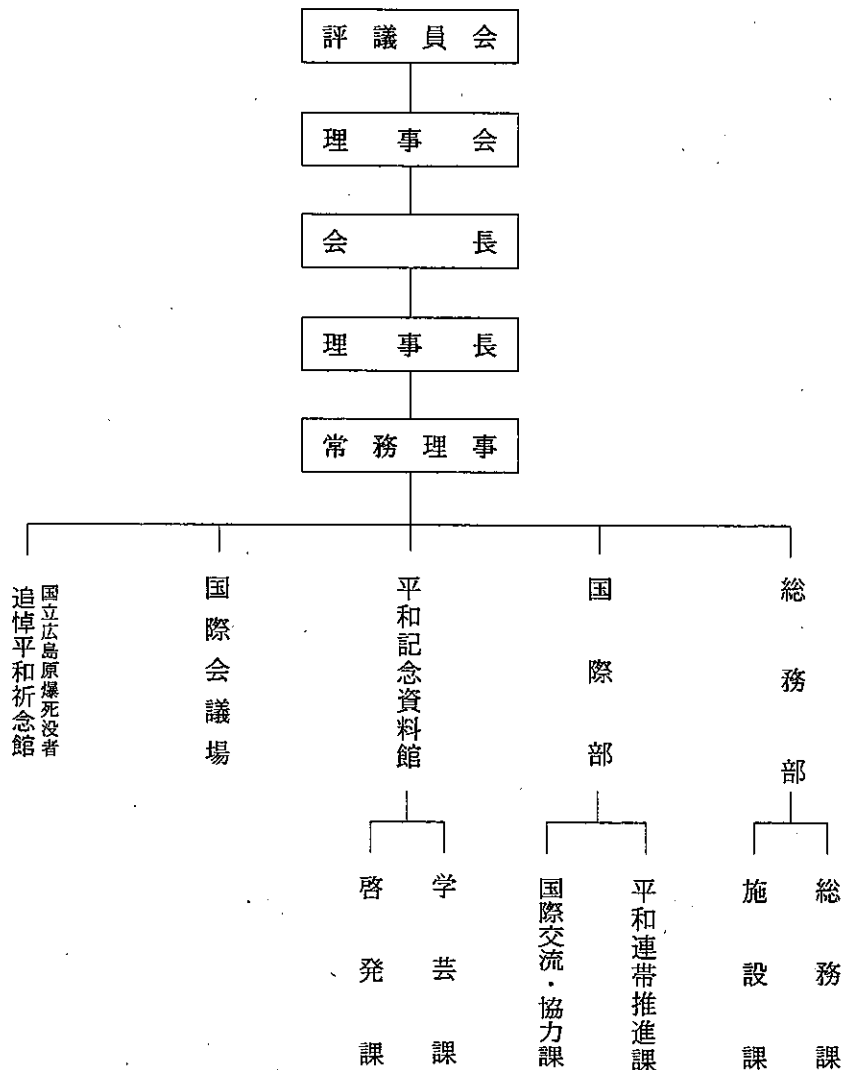 評議員会
理事会
会長
理事長
常務理事
総務部
国際部
平和記念資料館
国際会議場
国立広島原爆死没者
追悼平和祈念館
総務課
施設課
平和連帯推進課
国際交流・協力課
学芸課
啓発課